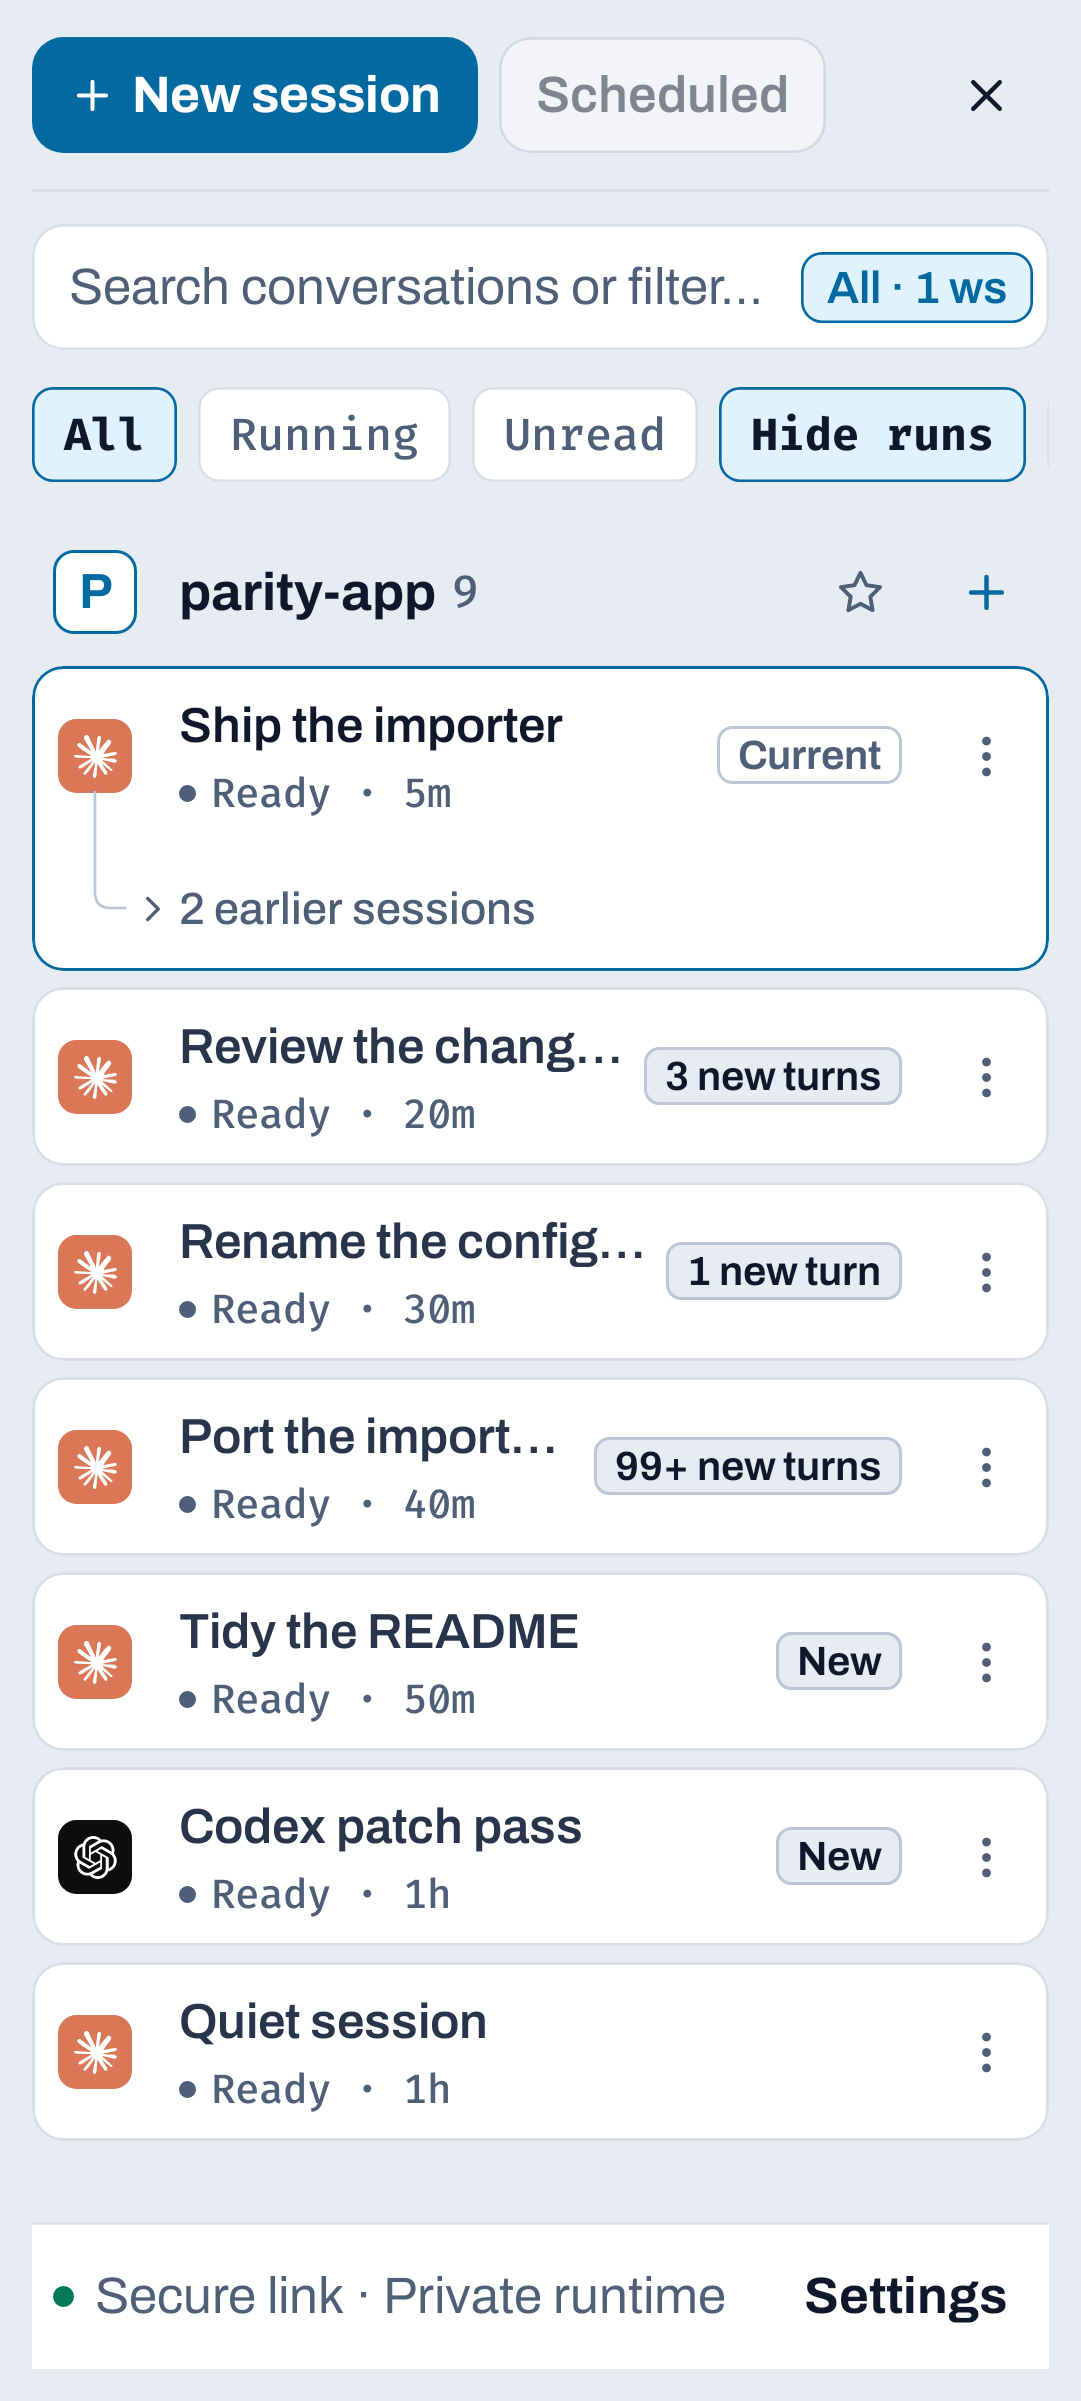 + New session
Scheduled
Search conversations or filter...
All · 1 ws
All
Running
Unread
Hide runs
P
parity-app 9
Ship the importer
Current
Ready · 5m
2 earlier sessions
Review the chang...
3 new turns
Ready · 20m
Rename the config...
1 new turn
Ready · 30m
Port the import...
99+ new turns
Ready · 40m
Tidy the README
New
Ready · 50m
Codex patch pass
New
Ready · 1h
Quiet session
Ready · 1h
Secure link · Private runtime
Settings